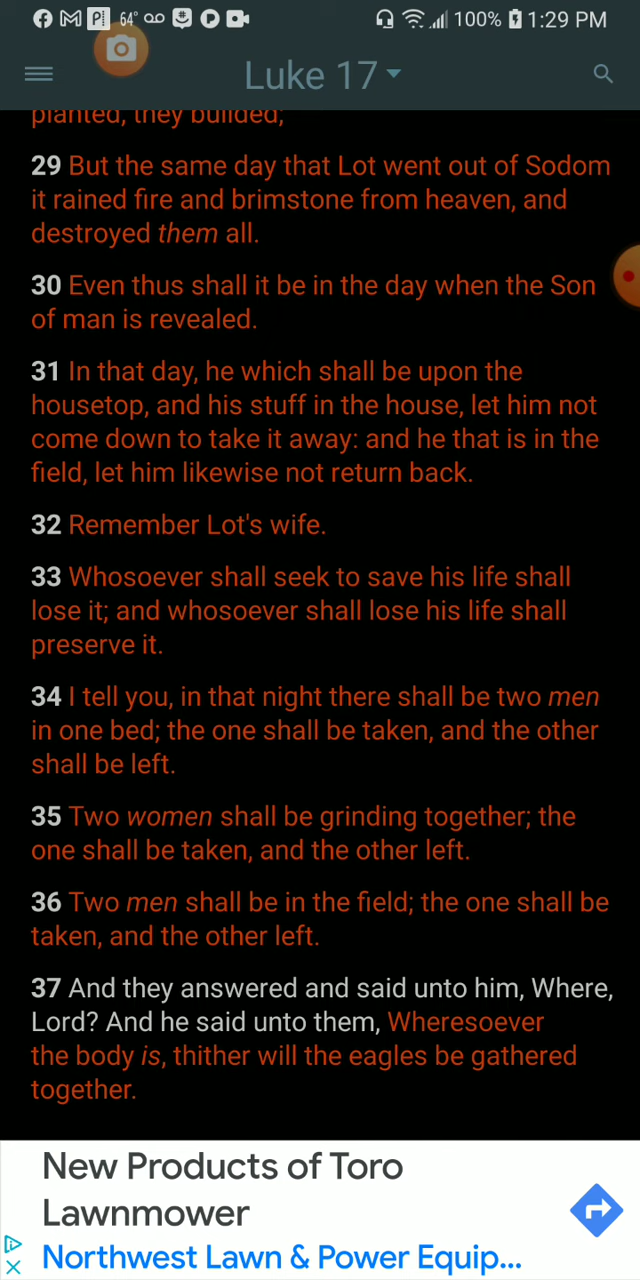 64° 100% 1:29 PM
Luke 17
planted, they builded;
29 But the same day that Lot went out of Sodom
it rained fire and brimstone from heaven, and
destroyed them all.
30 Even thus shall it be in the day when the Son
of man is revealed.
31 In that day, he which shall be upon the
housetop, and his stuff in the house, let him not
come down to take it away: and he that is in the
field, let him likewise not return back.
32 Remember Lot's wife.
33 Whosoever shall seek to save his life shall
lose it; and whosoever shall lose his life shall
preserve it.
34 I tell you, in that night there shall be two men
in one bed; the one shall be taken, and the other
shall be left.
35 Two women shall be grinding together; the
one shall be taken, and the other left.
36 Two men shall be in the field; the one shall be
taken, and the other left.
37 And they answered and said unto him, Where,
Lord? And he said unto them, Wheresoever
the body is, thither will the eagles be gathered
together.
New Products of Toro
Lawnmower
Northwest Lawn & Power Equip...